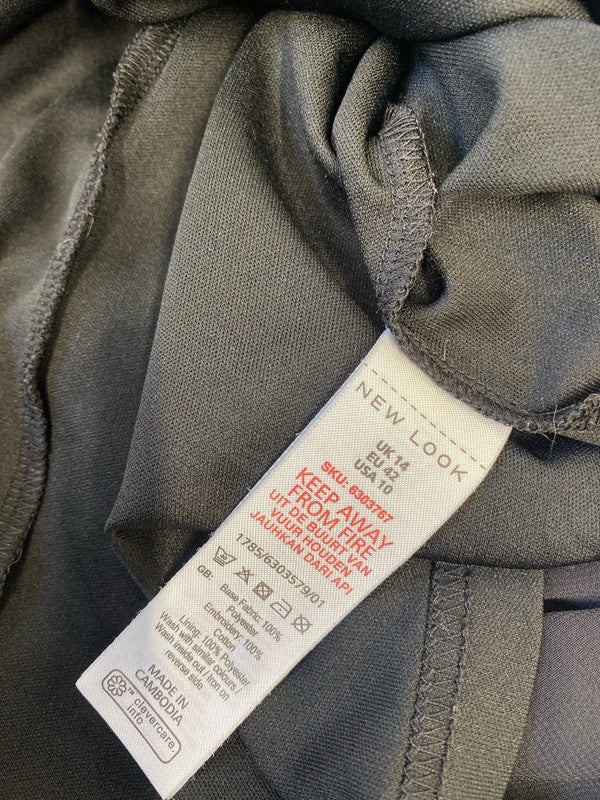 NEW LOOK
UK 14
EU 42
USA 10
SKU: 6303767
KEEP AWAY
FROM FIRE
UIT DE BUURT VAN
VUUR HOUDEN
JAUHKAN DARI API
1785/6303579/01
GB: Base Fabric: 100%
Polyester
Embroidery: 100%
Cotton
Lining: 100% Polyester
Wash with similar colours /
Wash inside out / Iron on
reverse side
MADE IN
CAMBODIA
™ clevercare.
info